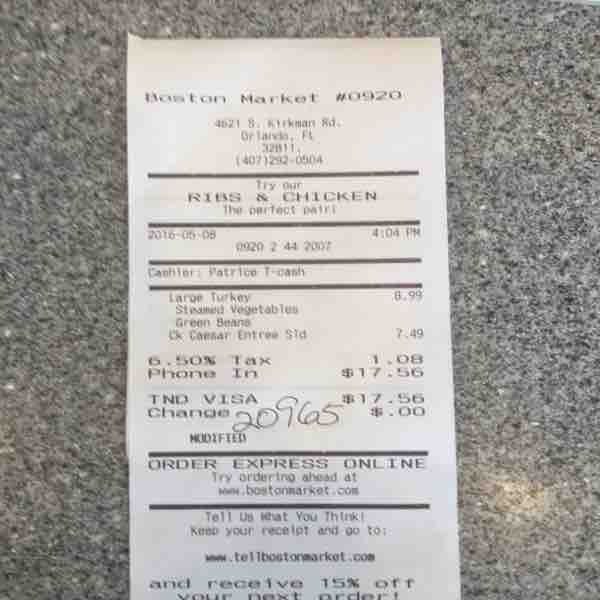 Boston Market #0920
4621 S. Kirkman Rd.
Orlando, FL
32811,
(407)292-0504
Try our
RIBS & CHICKEN
The perfect pair!
2016-05-08 4:04 PM
0920 2 44 2007
Cashier: Patrice T-cash
Large Turkey 8.99
Steamed Vegetables
Green Beans
Ck Caesar Entree Sld 7.49
6.50% Tax 1.08
Phone In $17.56
TND VISA $17.56
Change $.00
20965
MODIFIED
ORDER EXPRESS ONLINE
Try ordering ahead at
www.bostonmarket.com
Tell Us What You Think!
Keep your receipt and go to:
www.tellbostonmarket.com
and receive 15% off
your next order!